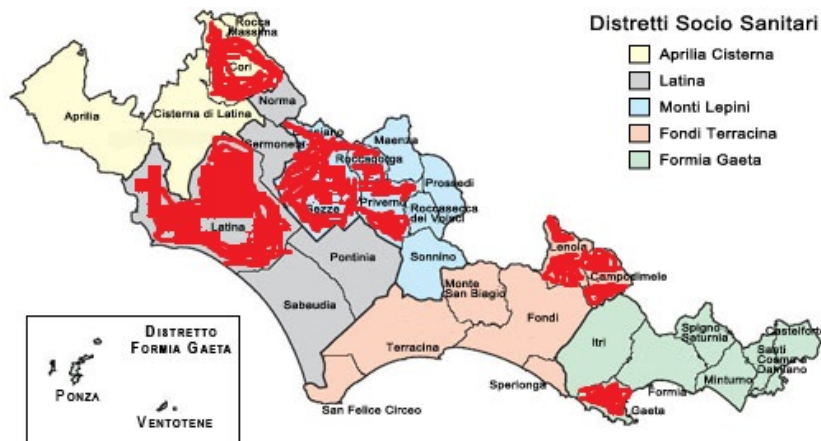 Distretti Socio Sanitari
Aprilia Cisterna
Latina
Monti Lepini
Fondi Terracina
Formia Gaeta
Rocca
Massima
Cori
Norma
Aprilia
Cisterna di Latina
Sermoneta
Maenza
Roccagorga
Prossedi
Priverno
Roccasecca
dei Volsci
Sezze
Latina
Pontinia
Sonnino
Lenola
Campodimele
Monte
San Biagio
Sabaudia
Fondi
Terracina
Itri
Spigno
Saturnia
Castelforte
Santi
Cosma e
Damiano
Minturno
Formia
Sperlonga
Gaeta
San Felice Circeo
DISTRETTO
FORMIA GAETA
PONZA
VENTOTENE